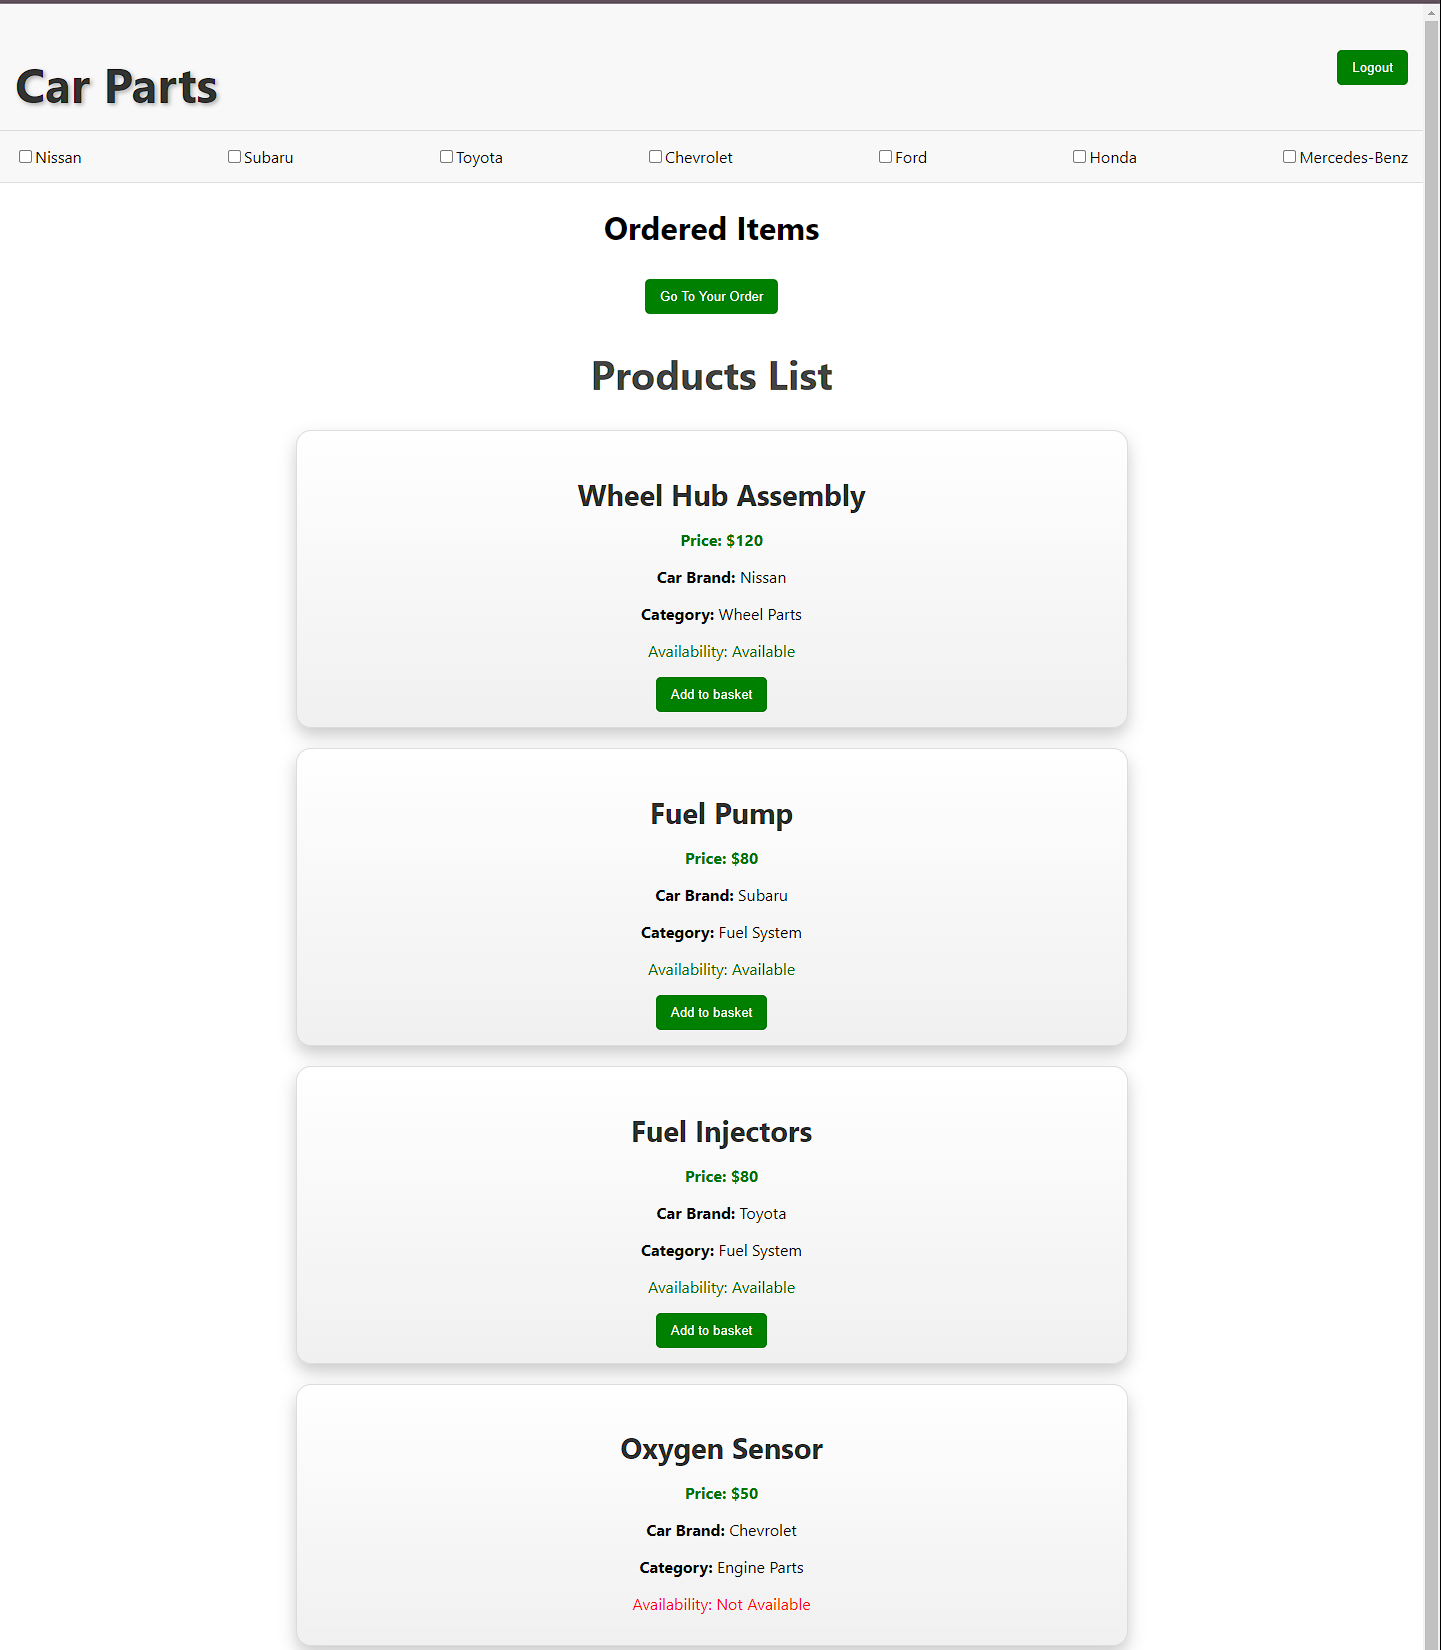 Car Parts
Logout
Nissan
Subaru
Toyota
Chevrolet
Ford
Honda
Mercedes-Benz
Ordered Items
Go To Your Order
Products List
Wheel Hub Assembly
Price: $120
Car Brand: Nissan
Category: Wheel Parts
Availability: Available
Add to basket
Fuel Pump
Price: $80
Car Brand: Subaru
Category: Fuel System
Availability: Available
Add to basket
Fuel Injectors
Price: $80
Car Brand: Toyota
Category: Fuel System
Availability: Available
Add to basket
Oxygen Sensor
Price: $50
Car Brand: Chevrolet
Category: Engine Parts
Availability: Not Available